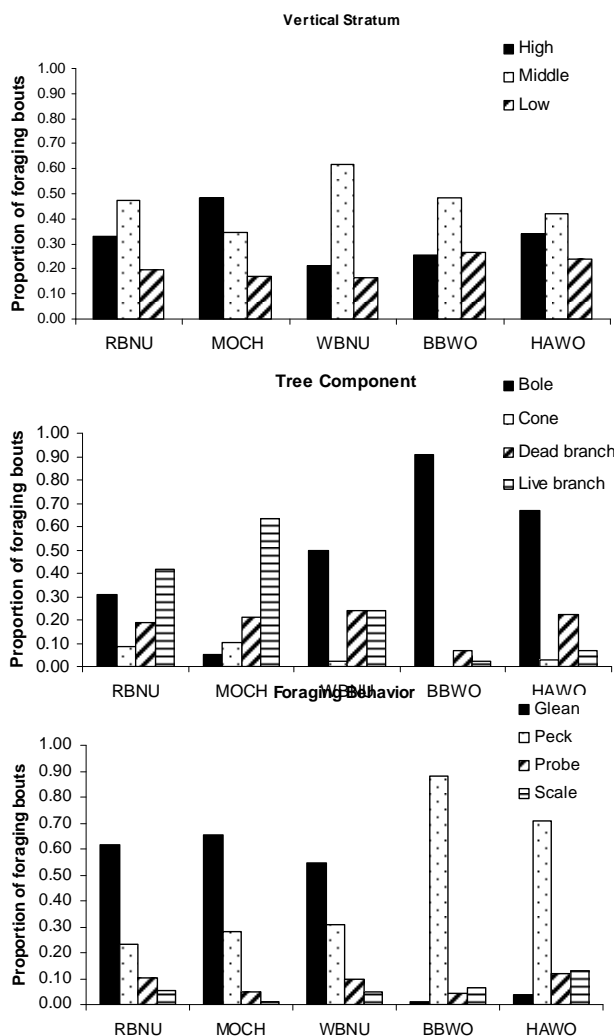 Vertical Stratum
High
Middle
Low
Proportion of foraging bouts
1.00
0.90
0.80
0.70
0.60
0.50
0.40
0.30
0.20
0.10
0.00
RBNU MOCH WBNU BBWO HAWO
Tree Component
Bole
Cone
Dead branch
Live branch
Proportion of foraging bouts
1.00
0.90
0.80
0.70
0.60
0.50
0.40
0.30
0.20
0.10
0.00
RBNU MOCH WBNU BBWO HAWO
Foraging Behavior
Glean
Peck
Probe
Scale
Proportion of foraging bouts
1.00
0.90
0.80
0.70
0.60
0.50
0.40
0.30
0.20
0.10
0.00
RBNU MOCH WBNU BBWO HAWO